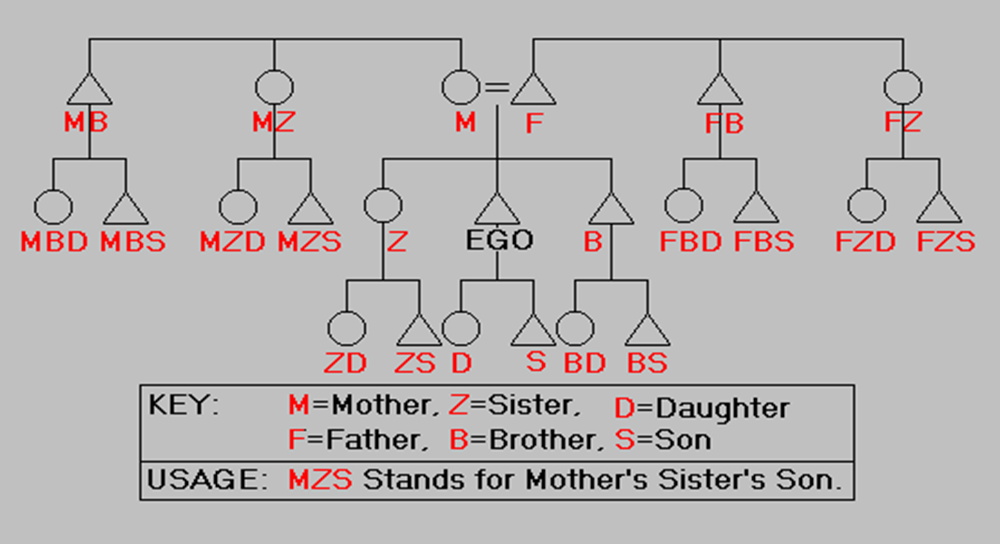 MB MZ M = F FB FZ
MBD MBS MZD MZS Z EGO B FBD FBS FZD FZS
ZD ZS D S BD BS
KEY: M=Mother, Z=Sister, D=Daughter
F=Father, B=Brother, S=Son
USAGE: MZS Stands for Mother's Sister's Son.